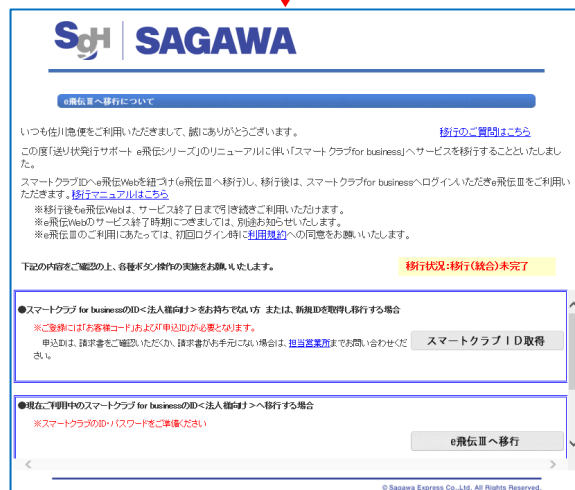 SGH SAGAWA
e飛伝Ⅲへ移行について
いつも佐川急便をご利用いただきまして、誠にありがとうございます。 移行のご質問はこちら
この度「送り状発行サポート e飛伝シリーズ」のリニューアルに伴い「スマートクラブfor business」へサービスを移行することといたしまし
た。
スマートクラブIDへe飛伝Webを紐づけ(e飛伝Ⅲへ移行)し、移行後は、スマートクラブfor businessへログインいただきe飛伝Ⅲをご利用い
ただきます。移行マニュアルはこちら
※移行後もe飛伝Webは、サービス終了日まで引き続きご利用いただけます。
※e飛伝Webのサービス終了時期につきましては、別途お知らせいたします。
※e飛伝Ⅲのご利用にあたっては、初回ログイン時に利用規約への同意をお願いいたします。
下記の内容をご確認の上、各種ボタン操作の実施をお願いいたします。 移行状況:移行(統合)未完了
●スマートクラブ for businessのID<法人様向け>をお持ちでない方 または、新規IDを取得し移行する場合
※ご登録には「お客様コード」および「申込ID」が必要となります。
申込IDは、請求書をご確認いただくか、請求書がお手元にない場合は、担当営業所までお問い合わせくだ
さい。
スマートクラブID取得
●現在ご利用中のスマートクラブ for businessのID<法人様向け>へ移行する場合
※スマートクラブのID・パスワードをご準備ください
e飛伝Ⅲへ移行
© Sagawa Express Co.,Ltd. All Rights Reserved.